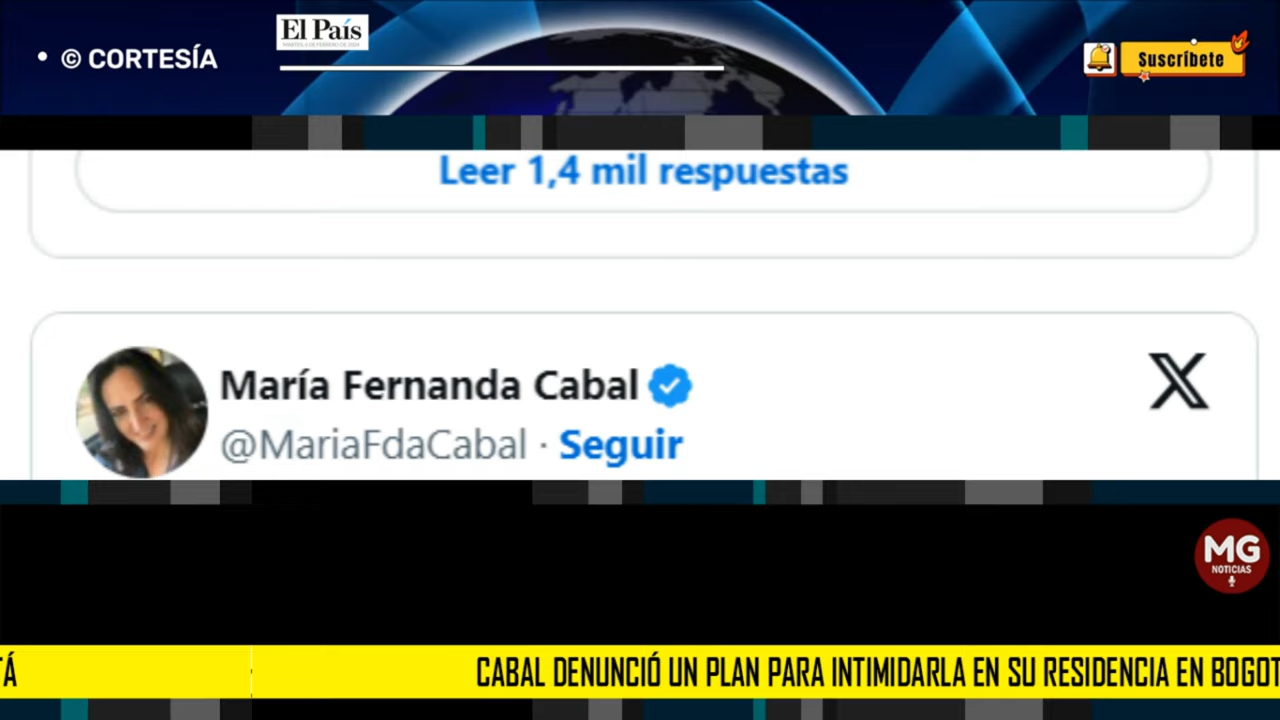 El País
• © CORTESÍA
Suscríbete
Leer 1,4 mil respuestas
María Fernanda Cabal
@MariaFdaCabal · Seguir
MG
NOTICIAS
TÁ
CABAL DENUNCIÓ UN PLAN PARA INTIMIDARLA EN SU RESIDENCIA EN BOGOT